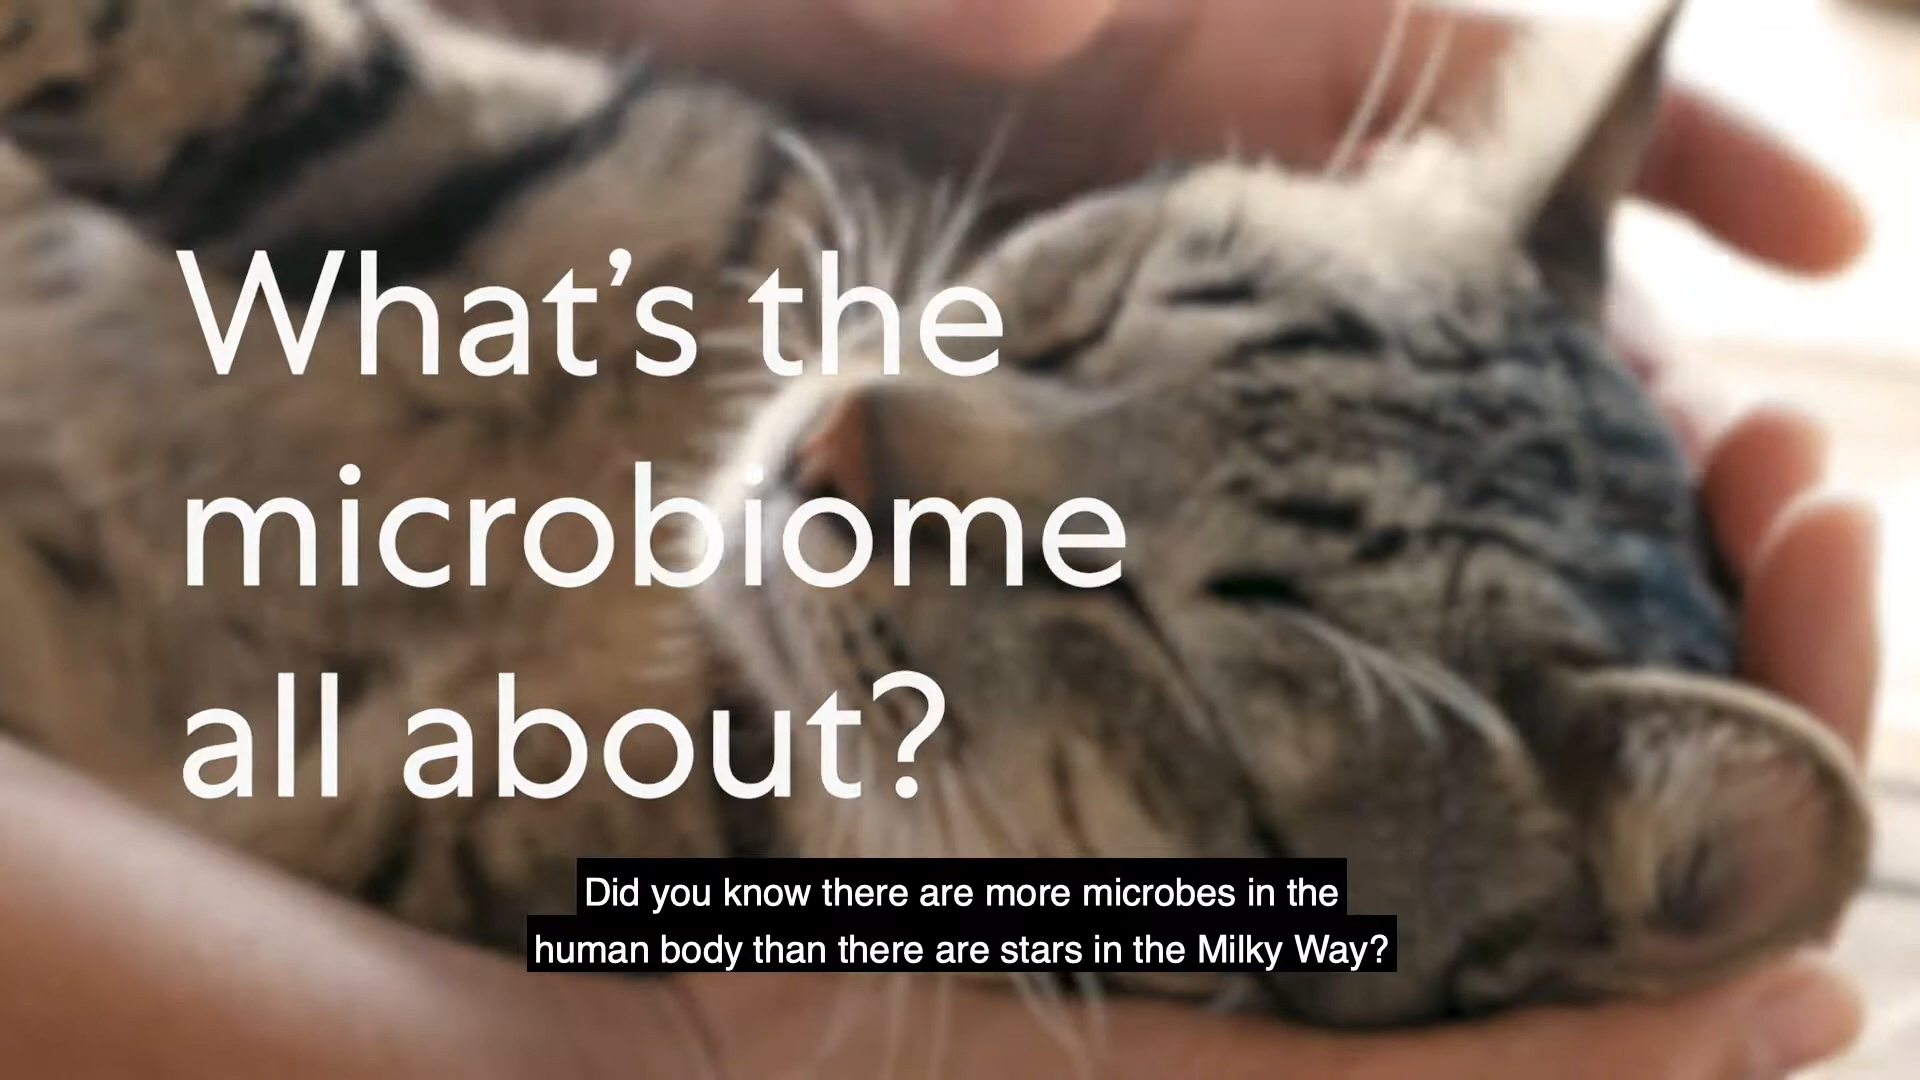 What’s the
microbiome
all about?
Did you know there are more microbes in the
human body than there are stars in the Milky Way?